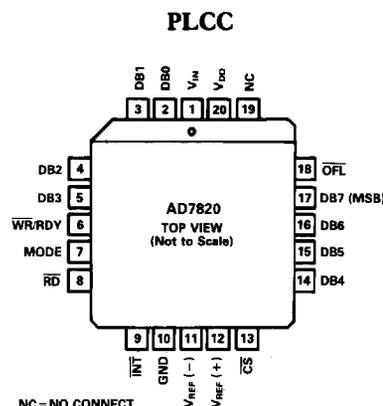 PLCC
DB1 DB0 VIN VDD NC
3 2 1 20 19
DB2 4 18 OFL
DB3 5 17 DB7 (MSB)
WR/RDY 6 16 DB6
MODE 7 15 DB5
RD 8 14 DB4
AD7820
TOP VIEW
(Not to Scale)
9 10 11 12 13
INT GND VREF (−) VREF (+) CS
NC = NO CONNECT